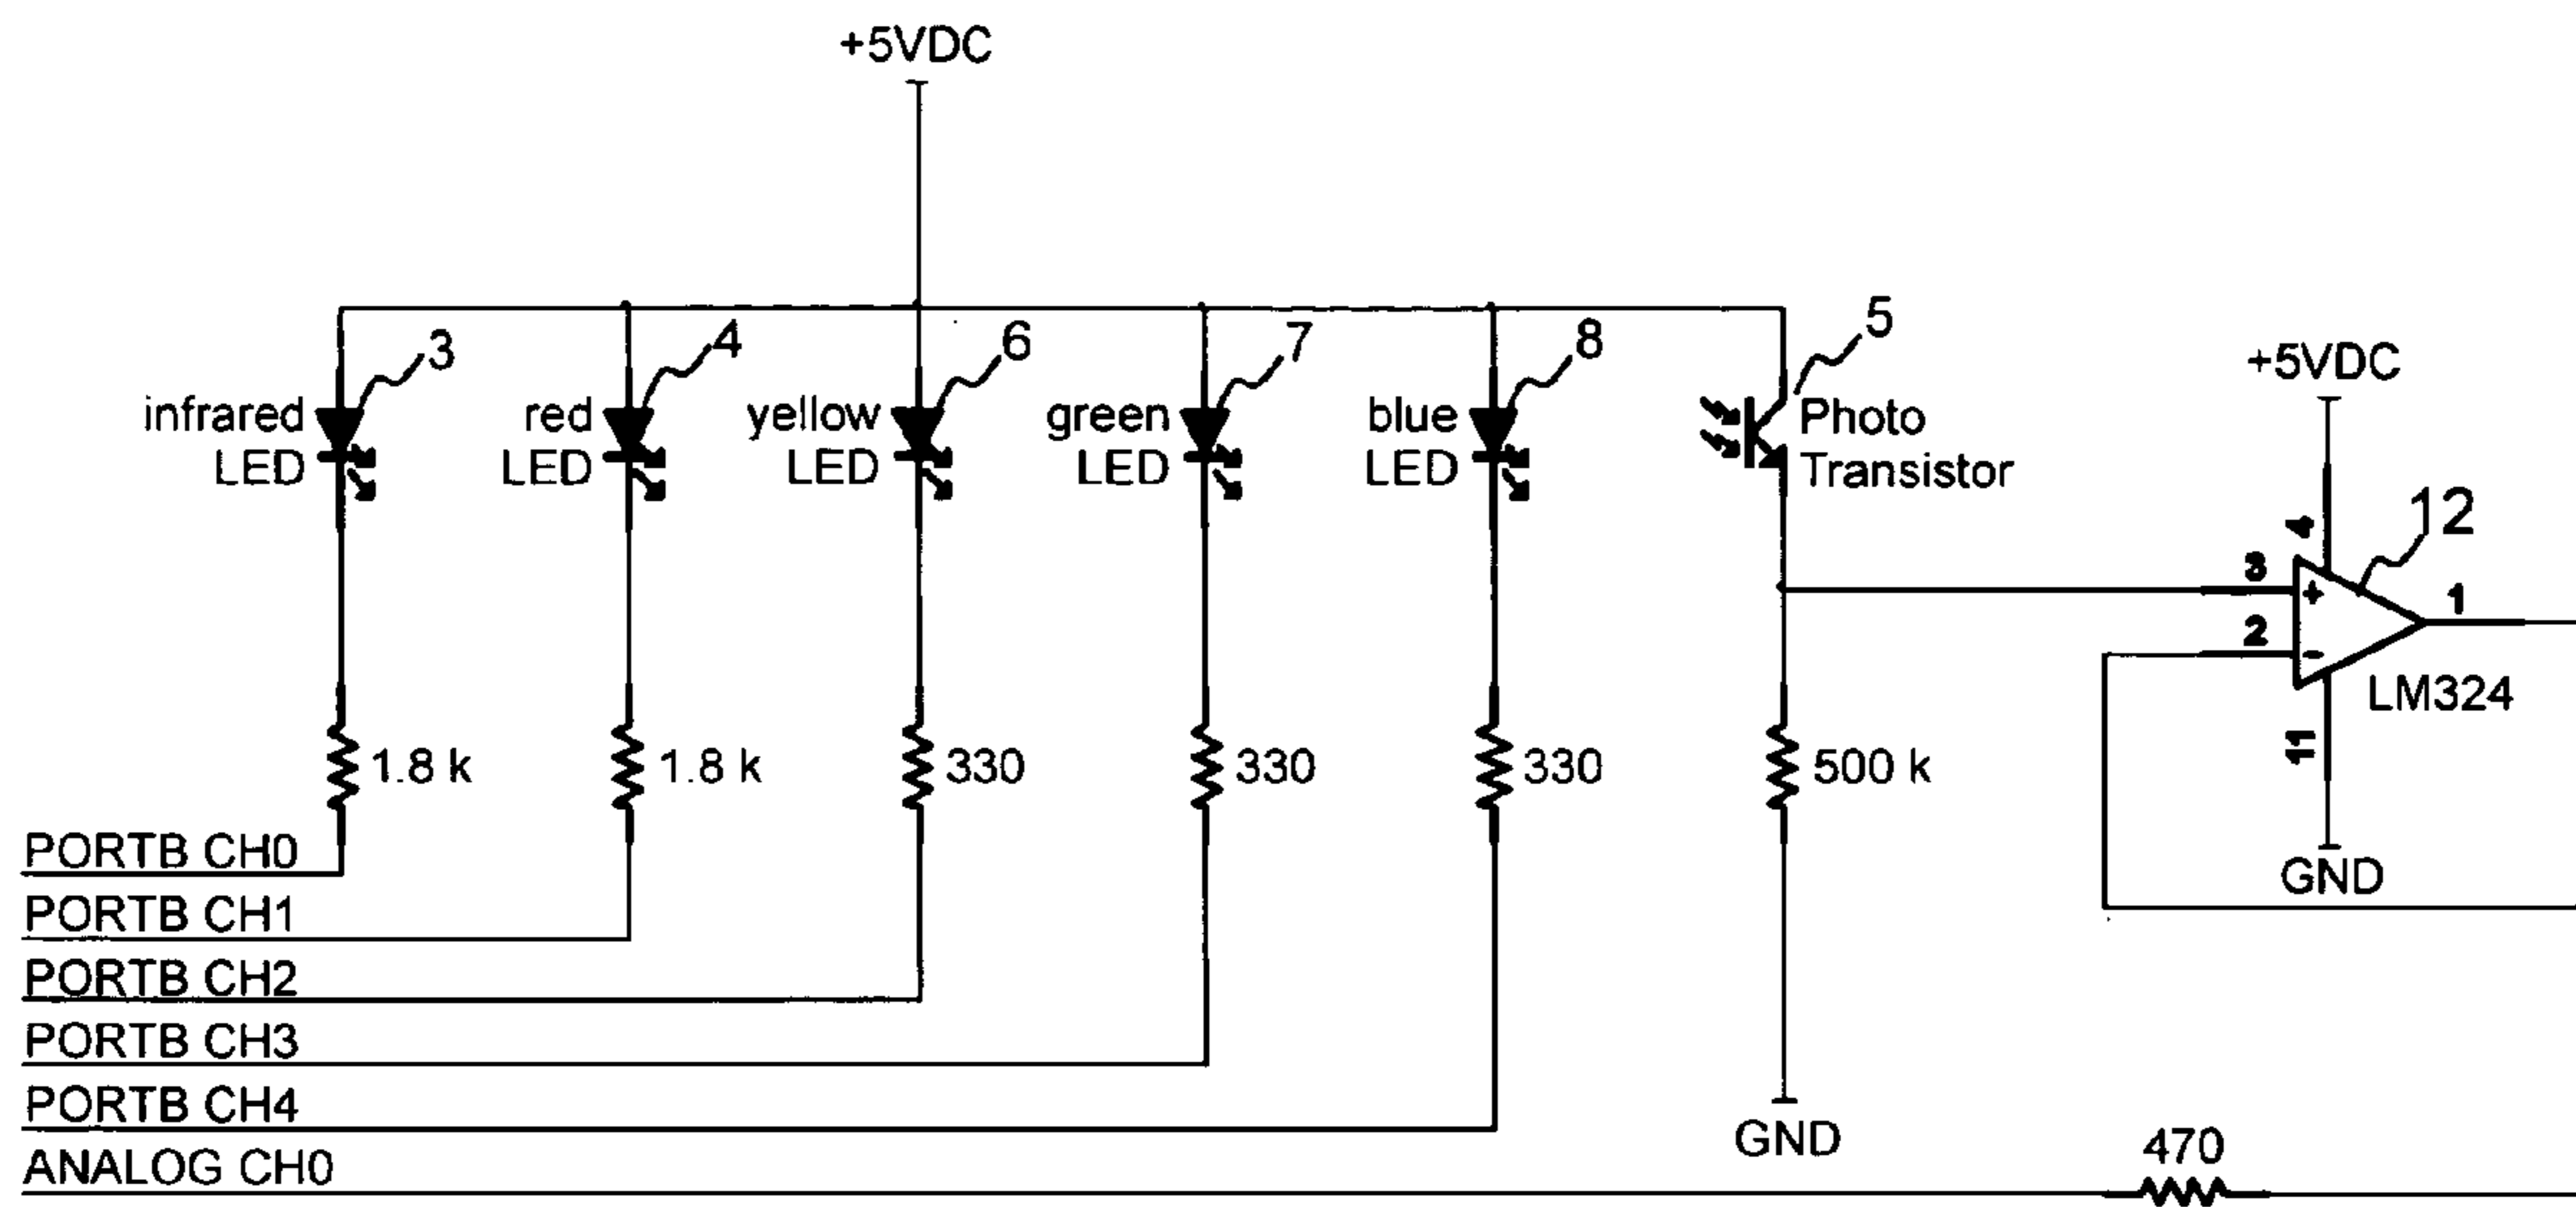 +5VDC
3
4
6
7
8
5
infrared
LED
red
LED
yellow
LED
green
LED
blue
LED
Photo
Transistor
+5VDC
12
4
3
+
1
2
-
LM324
11
GND
1.8 k
1.8 k
330
330
330
500 k
PORTB CH0
PORTB CH1
PORTB CH2
PORTB CH3
PORTB CH4
ANALOG CH0
GND
470